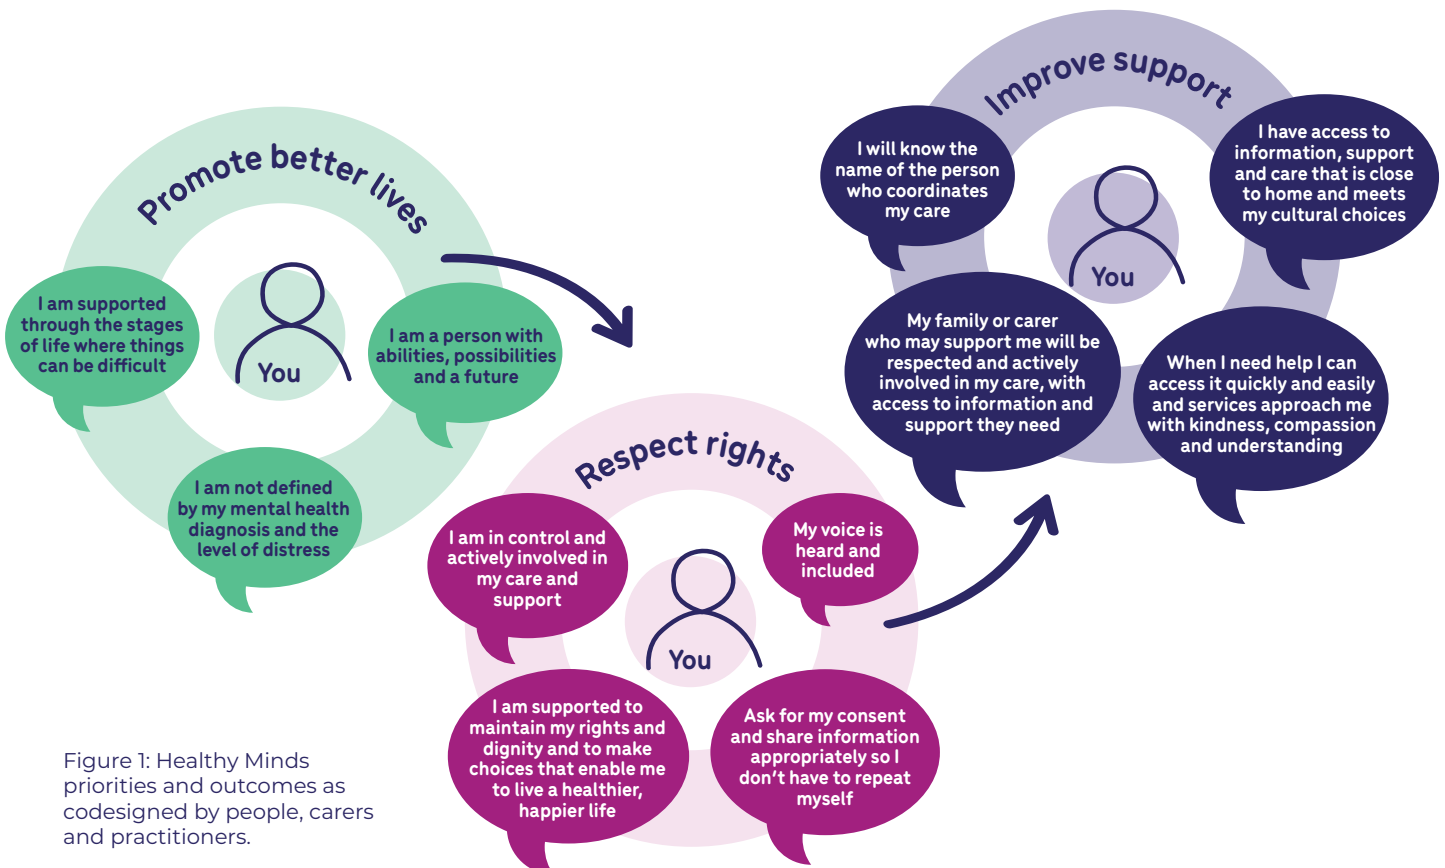 Promote better lives
I am supported
through the stages
of life where things
can be difficult
You
I am a person with
abilities, possibilities
and a future
I am not defined
by my mental health
diagnosis and the
level of distress
Respect rights
I am in control and
actively involved in
my care and
support
My voice is
heard and
included
You
I am supported to
maintain my rights and
dignity and to make
choices that enable me
to live a healthier,
happier life
Ask for my consent
and share information
appropriately so I
don't have to repeat
myself
Improve support
I will know the
name of the person
who coordinates
my care
I have access to
information, support
and care that is close
to home and meets
my cultural choices
You
My family or carer
who may support me will be
respected and actively
involved in my care, with
access to information and
support they need
When I need help I can
access it quickly and easily
and services approach me
with kindness, compassion
and understanding
Figure 1: Healthy Minds
priorities and outcomes as
codesigned by people, carers
and practitioners.